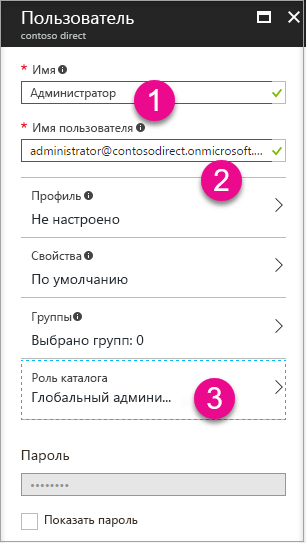 Пользователь
contoso direct
* Имя
Администратор
1
* Имя пользователя
administrator@contosodirect.onmicrosoft....
2
Профиль
Не настроено
Свойства
По умолчанию
Группы
Выбрано групп: 0
Роль каталога
Глобальный админи...
3
Пароль
••••••••
Показать пароль